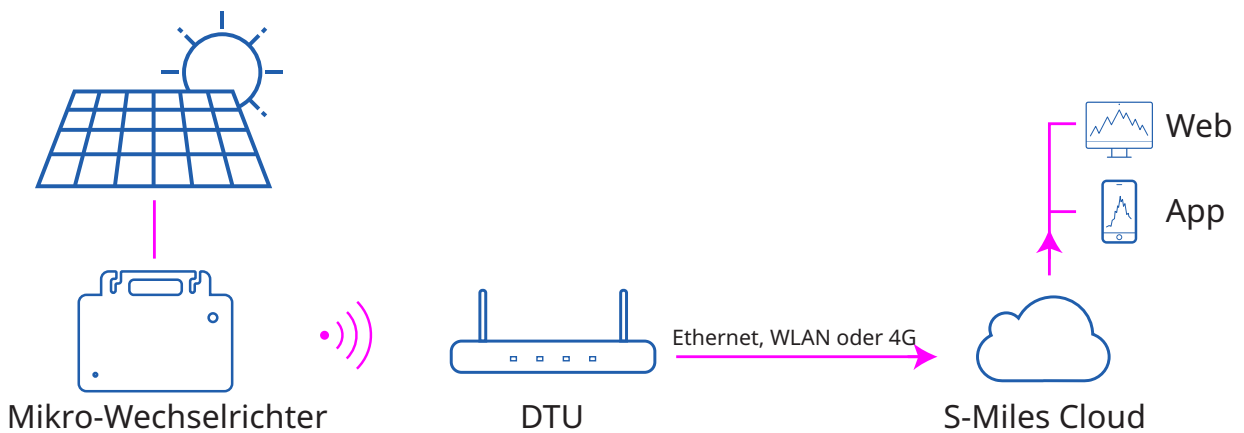 Web
App
Ethernet, WLAN oder 4G
Mikro-Wechselrichter
DTU
S-Miles Cloud